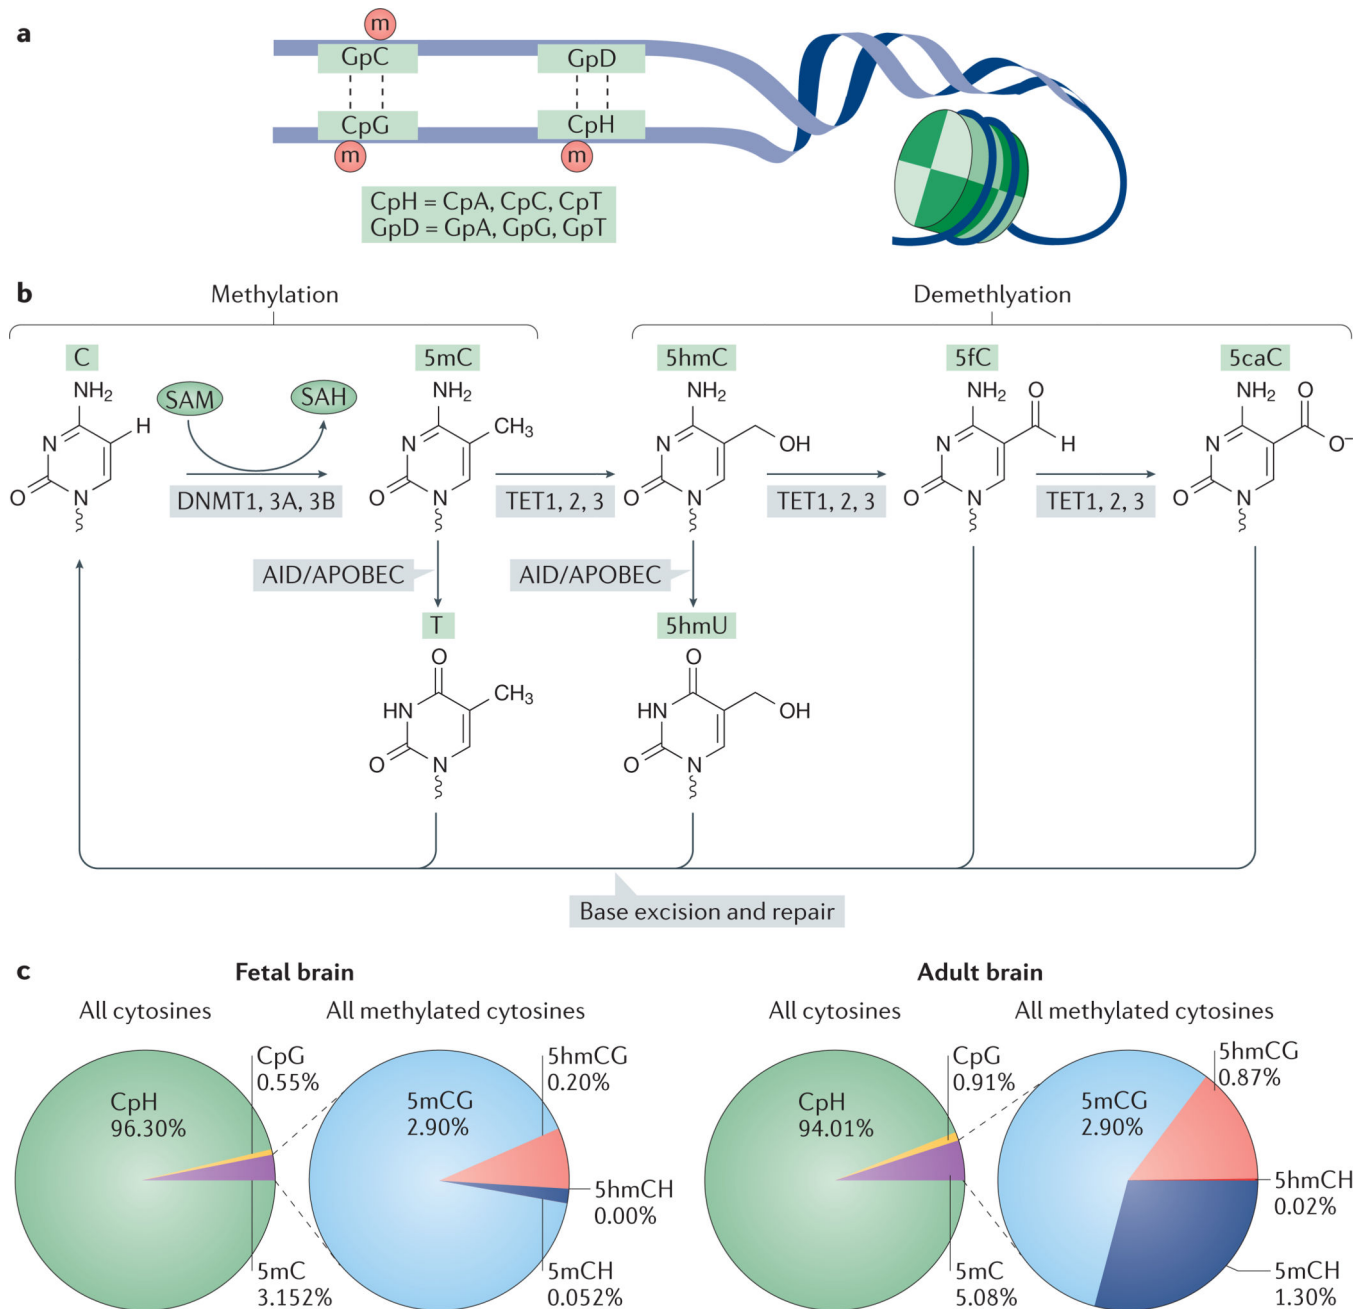 a
m
GpC
GpD
CpG
CpH
m
m
CpH = CpA, CpC, CpT
GpD = GpA, GpG, GpT
b
Methylation
Demethlyation
C
5mC
5hmC
5fC
5caC
SAM
SAH
NH2
H
N
O
N
NH2
CH3
N
O
N
NH2
OH
N
O
N
NH2
O
H
N
O
N
NH2
O
O–
N
O
N
DNMT1, 3A, 3B
TET1, 2, 3
TET1, 2, 3
TET1, 2, 3
AID/APOBEC
AID/APOBEC
T
5hmU
O
CH3
HN
O
N
O
OH
HN
O
N
Base excision and repair
c
Fetal brain
Adult brain
All cytosines
All methylated cytosines
All cytosines
All methylated cytosines
CpH
96.30%
CpG
0.55%
5mC
3.152%
5mCG
2.90%
5hmCG
0.20%
5hmCH
0.00%
5mCH
0.052%
CpH
94.01%
CpG
0.91%
5mC
5.08%
5mCG
2.90%
5hmCG
0.87%
5hmCH
0.02%
5mCH
1.30%